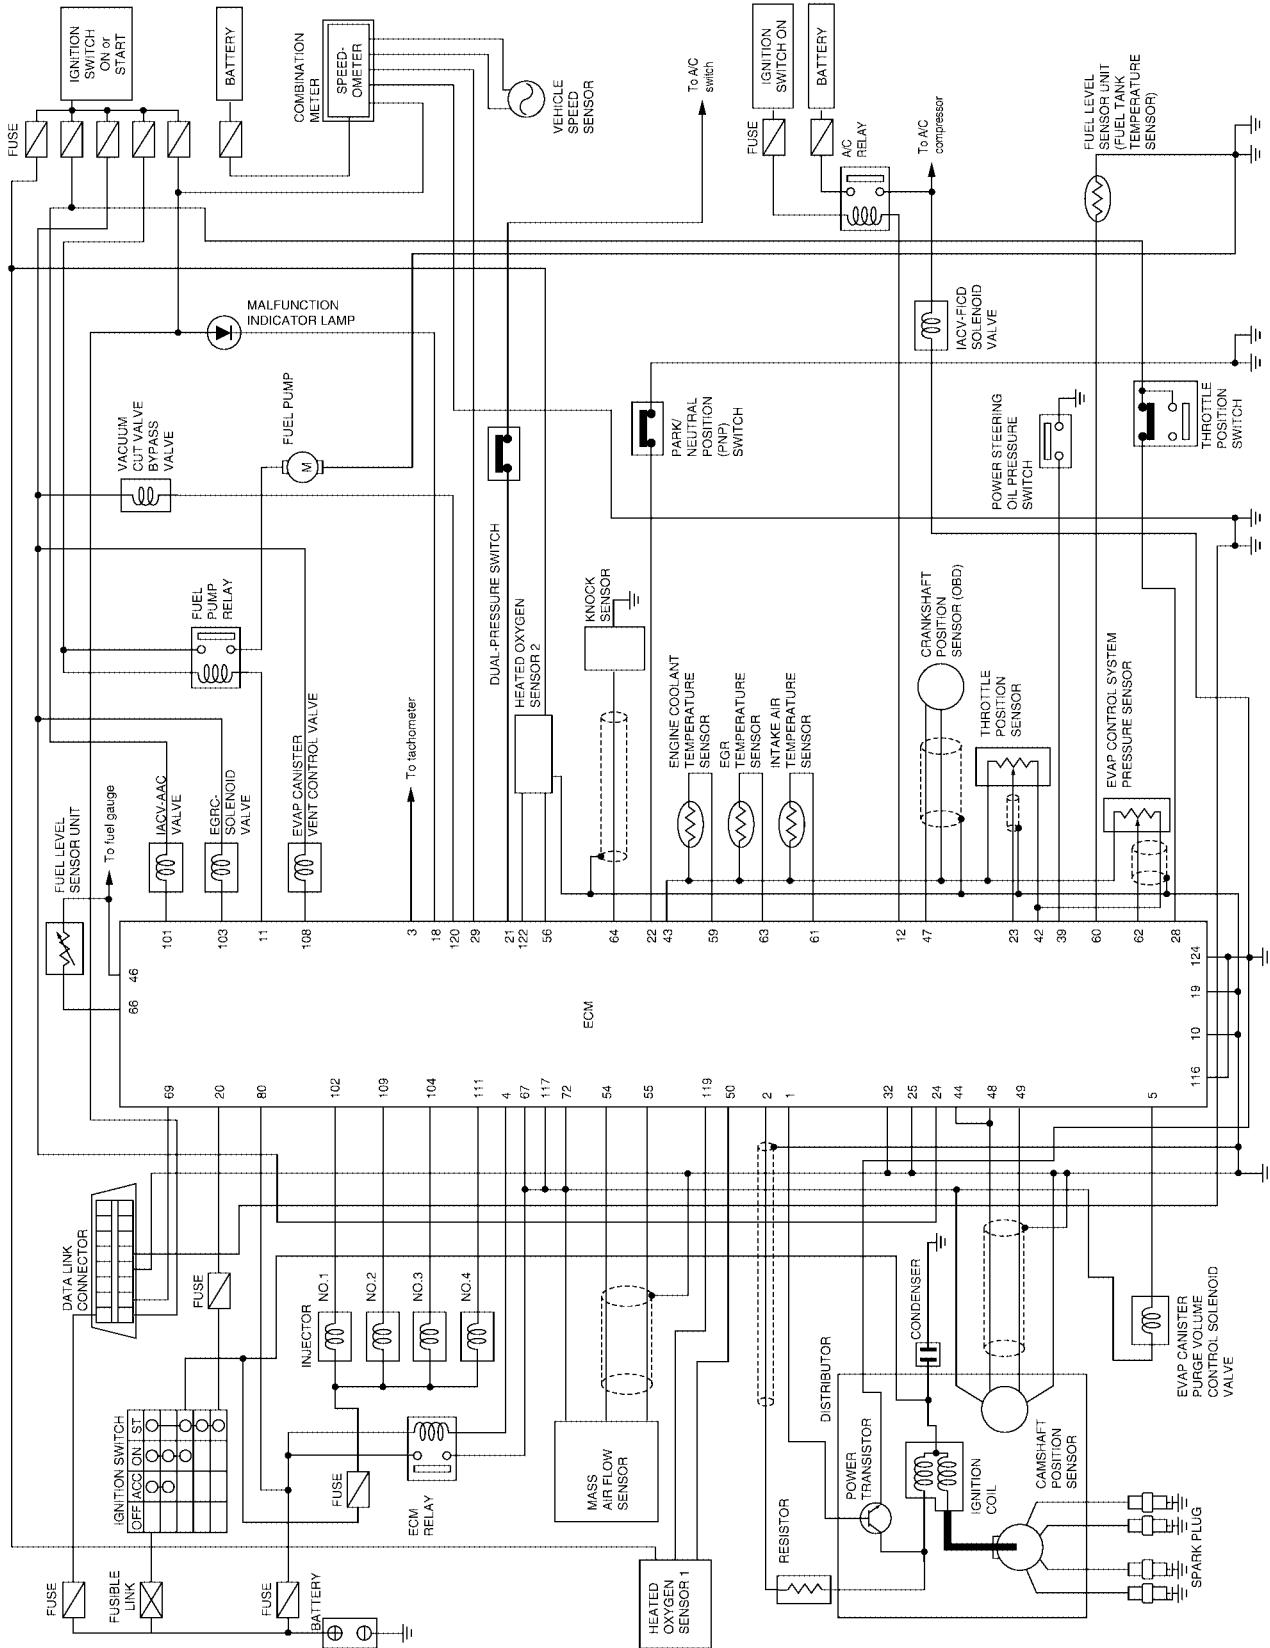 IGNITION
SWITCH
ON or
START
BATTERY
COMBINATION
METER
SPEED-
OMETER
FUSE
VEHICLE
SPEED
SENSOR
To A/C
switch
IGNITION
SWITCH ON
BATTERY
FUSE
A/C
RELAY
To A/C
compressor
FUEL LEVEL
SENSOR UNIT
(FUEL TANK
TEMPERATURE
SENSOR)
MALFUNCTION
INDICATOR LAMP
VACUUM
CUT VALVE
BYPASS
VALVE
FUEL PUMP
M
IACV-FICD
SOLENOID
VALVE
PARK/
NEUTRAL
POSITION
(PNP)
SWITCH
POWER STEERING
OIL PRESSURE
SWITCH
THROTTLE
POSITION
SWITCH
FUEL
PUMP
RELAY
DUAL-PRESSURE SWITCH
HEATED OXYGEN
SENSOR 2
KNOCK
SENSOR
CRANKSHAFT
POSITION
SENSOR (OBD)
To tachometer
ENGINE COOLANT
TEMPERATURE
SENSOR
EGR
TEMPERATURE
SENSOR
INTAKE AIR
TEMPERATURE
SENSOR
THROTTLE
POSITION
SENSOR
EVAP CONTROL SYSTEM
PRESSURE SENSOR
FUEL LEVEL
SENSOR UNIT
To fuel gauge
IACV-AAC
VALVE
EGRC-
SOLENOID
VALVE
EVAP CANISTER
VENT CONTROL VALVE
101
103
11
108
3
18
120
29
21
122
56
64
22
43
59
63
61
12
47
23
42
39
60
62
28
46
66
ECM
124
19
10
116
69
20
80
102
109
104
111
4
67
117
72
54
55
119
50
2
1
32
25
24
44
48
49
5
DATA LINK
CONNECTOR
FUSE
INJECTOR
NO.1
NO.2
NO.3
NO.4
CONDENSER
EVAP CANISTER
PURGE VOLUME
CONTROL SOLENOID
VALVE
IGNITION SWITCH
OFF
ACC
ON
ST
FUSE
ECM
RELAY
MASS
AIR FLOW
SENSOR
DISTRIBUTOR
POWER
TRANSISTOR
IGNITION
COIL
CAMSHAFT
POSITION
SENSOR
RESISTOR
FUSE
FUSIBLE
LINK
FUSE
BATTERY
HEATED
OXYGEN
SENSOR 1
SPARK PLUG